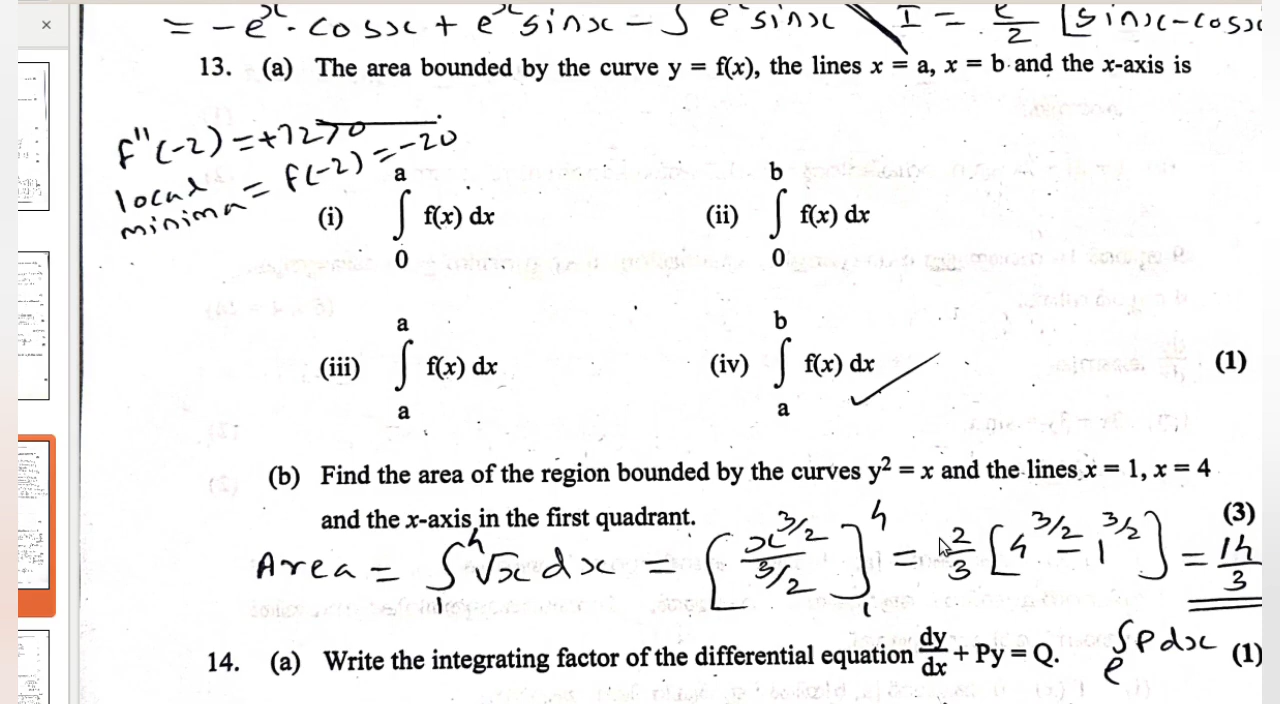 = -eˣ. cosx + eˣ sinx - ∫ eˣ sinx I = e/2 [sinx-cosx
13. (a) The area bounded by the curve y = f(x), the lines x = a, x = b and the x-axis is
f''(-2) = +72 > 0
local minima = f(-2) = -20
(i) ∫₀ᵃ f(x) dx (ii) ∫₀ᵇ f(x) dx
(iii) ∫ₐᵃ f(x) dx (iv) ∫ₐᵇ f(x) dx ✓ (1)
(b) Find the area of the region bounded by the curves y² = x and the lines x = 1, x = 4
and the x-axis in the first quadrant. (3)
Area = ∫₁⁴ √x dx = [x^3/2 / 3/2]₁⁴ = 2/3 [4^3/2 - 1^3/2] = 14/3
14. (a) Write the integrating factor of the differential equation dy/dx + Py = Q. e^∫Pdx (1)